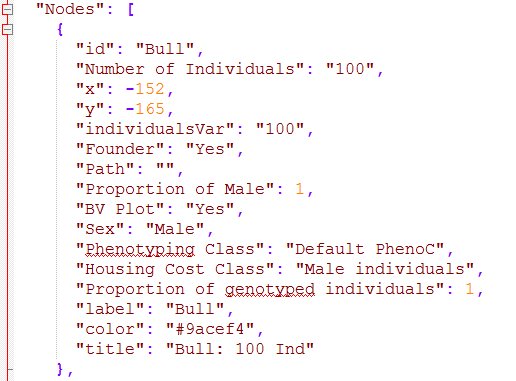 "Nodes": [
{
"id": "Bull",
"Number of Individuals": "100",
"x": -152,
"y": -165,
"individualsVar": "100",
"Founder": "Yes",
"Path": "",
"Proportion of Male": 1,
"BV Plot": "Yes",
"Sex": "Male",
"Phenotyping Class": "Default PhenoC",
"Housing Cost Class": "Male individuals",
"Proportion of genotyped individuals": 1,
"label": "Bull",
"color": "#9acef4",
"title": "Bull: 100 Ind"
},